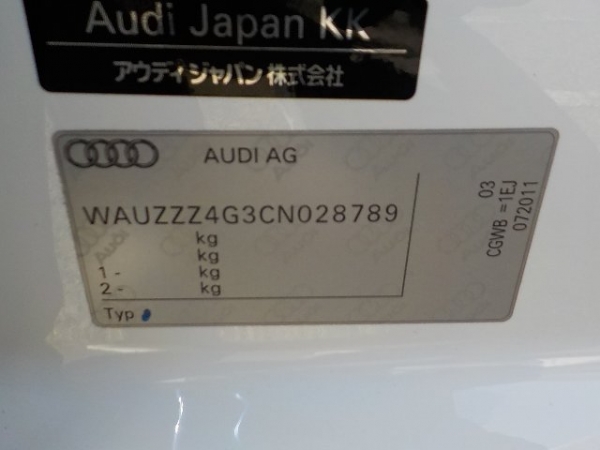 Audi Japan KK
アウディ ジャパン 株式会社
AUDI AG
WAUZZZ4G3CN028789
kg
kg
1 - kg
2 - kg
Typ
03
CGWB =1EJ
072011